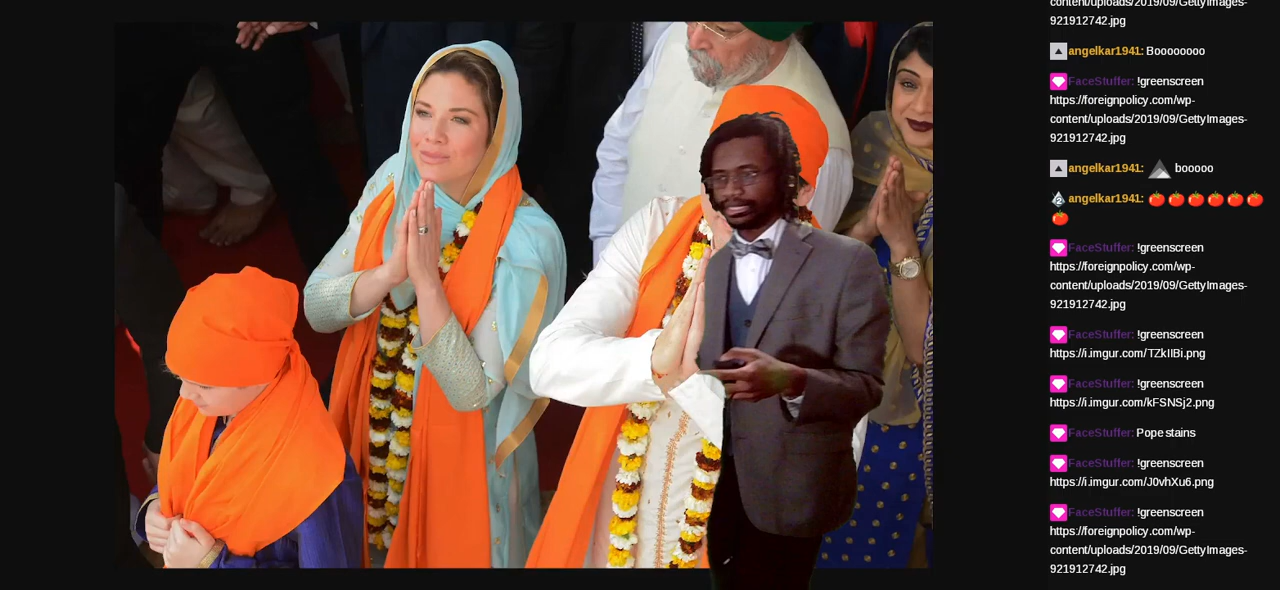 content/uploads/2019/09/GettyImages-
921912742.jpg
angelkar1941: Boooooooo
FaceStuffer: !greenscreen
https://foreignpolicy.com/wp-
content/uploads/2019/09/GettyImages-
921912742.jpg
angelkar1941: booooo
angelkar1941: 🍅🍅🍅🍅🍅🍅
🍅
FaceStuffer: !greenscreen
https://foreignpolicy.com/wp-
content/uploads/2019/09/GettyImages-
921912742.jpg
FaceStuffer: !greenscreen
https://i.imgur.com/TZkIIBi.png
FaceStuffer: !greenscreen
https://i.imgur.com/kFSNSj2.png
FaceStuffer: Pope stains
FaceStuffer: !greenscreen
https://i.imgur.com/J0vhXu6.png
FaceStuffer: !greenscreen
https://foreignpolicy.com/wp-
content/uploads/2019/09/GettyImages-
921912742.jpg